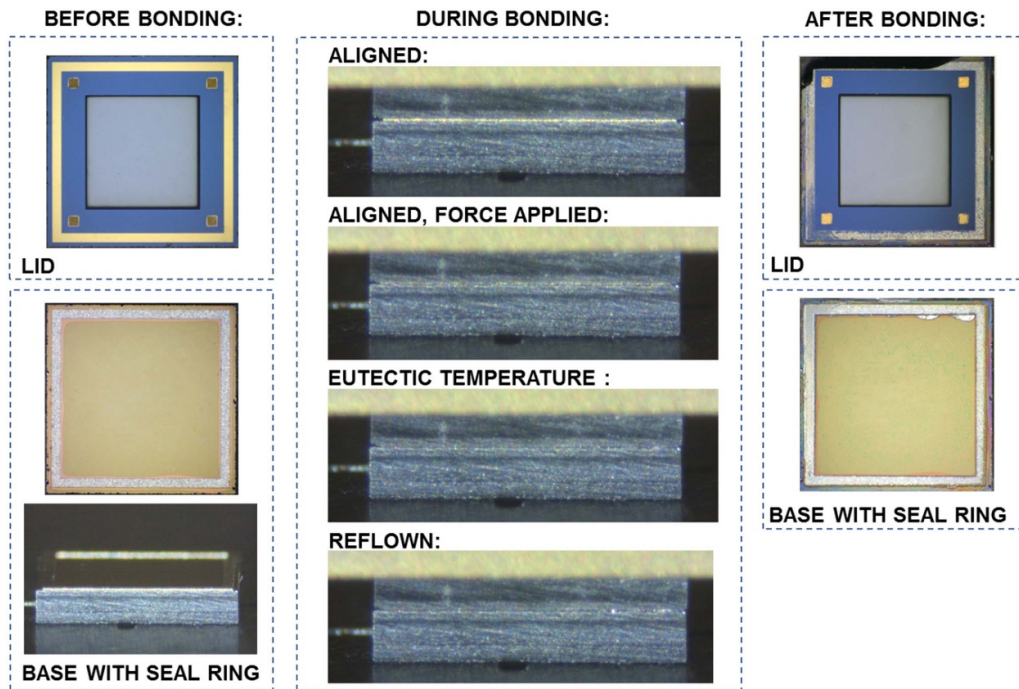 BEFORE BONDING:
LID
BASE WITH SEAL RING
DURING BONDING:
ALIGNED:
ALIGNED, FORCE APPLIED:
EUTECTIC TEMPERATURE :
REFLOWN:
AFTER BONDING:
LID
BASE WITH SEAL RING